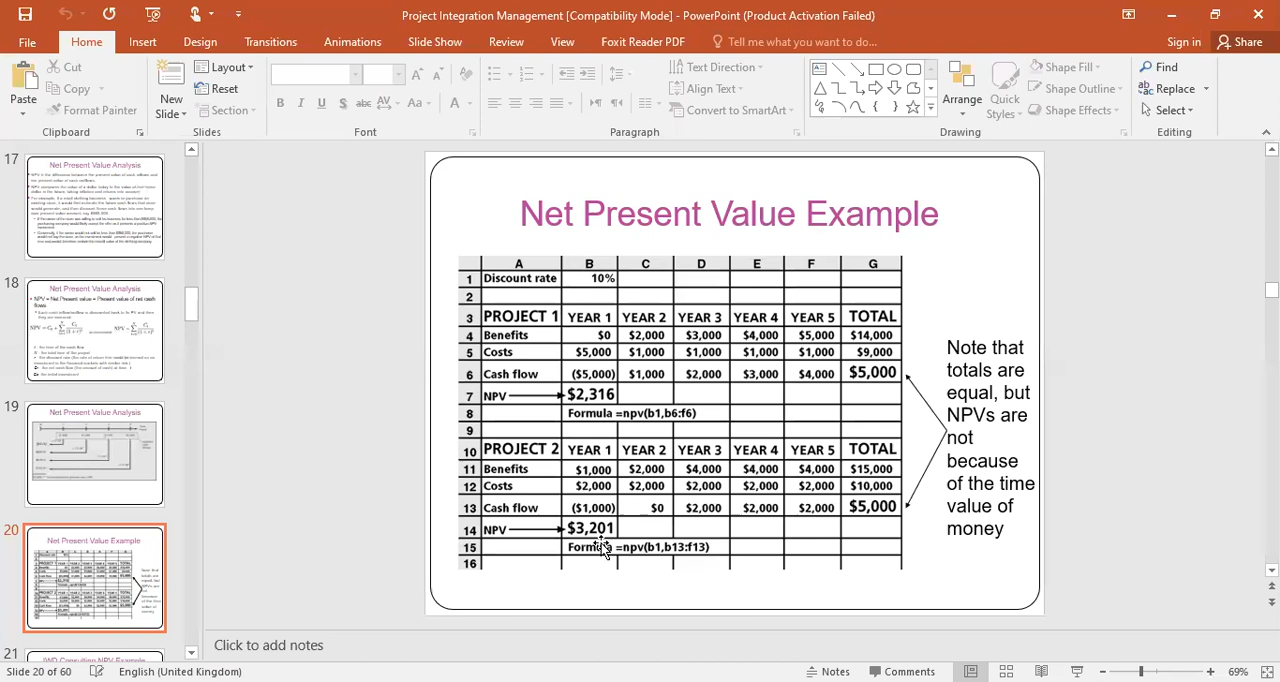 Project Integration Management [Compatibility Mode] - PowerPoint (Product Activation Failed)
File Home Insert Design Transitions Animations Slide Show Review View Foxit Reader PDF Tell me what you want to do... Sign in Share
Paste
Cut
Copy
Format Painter
Clipboard
New Slide
Layout
Reset
Section
Slides
Font
Paragraph
Text Direction
Align Text
Convert to SmartArt
Arrange
Quick Styles
Shape Fill
Shape Outline
Shape Effects
Drawing
Find
Replace
Select
Editing
17
Net Present Value Analysis
18
Net Present Value Analysis
19
Net Present Value Analysis
20
Net Present Value Example
21
Net Present Value Example
A B C D E F G
1 Discount rate 10%
2
3 PROJECT 1 YEAR 1 YEAR 2 YEAR 3 YEAR 4 YEAR 5 TOTAL
4 Benefits $0 $2,000 $3,000 $4,000 $5,000 $14,000
5 Costs $5,000 $1,000 $1,000 $1,000 $1,000 $9,000
6 Cash flow ($5,000) $1,000 $2,000 $3,000 $4,000 $5,000
7 NPV $2,316
8 Formula =npv(b1,b6:f6)
9
10 PROJECT 2 YEAR 1 YEAR 2 YEAR 3 YEAR 4 YEAR 5 TOTAL
11 Benefits $1,000 $2,000 $4,000 $4,000 $4,000 $15,000
12 Costs $2,000 $2,000 $2,000 $2,000 $2,000 $10,000
13 Cash flow ($1,000) $0 $2,000 $2,000 $2,000 $5,000
14 NPV $3,201
15 Formula =npv(b1,b13:f13)
16
Note that
totals are
equal, but
NPVs are
not
because
of the time
value of
money
Click to add notes
Slide 20 of 60 English (United Kingdom) Notes Comments 69%